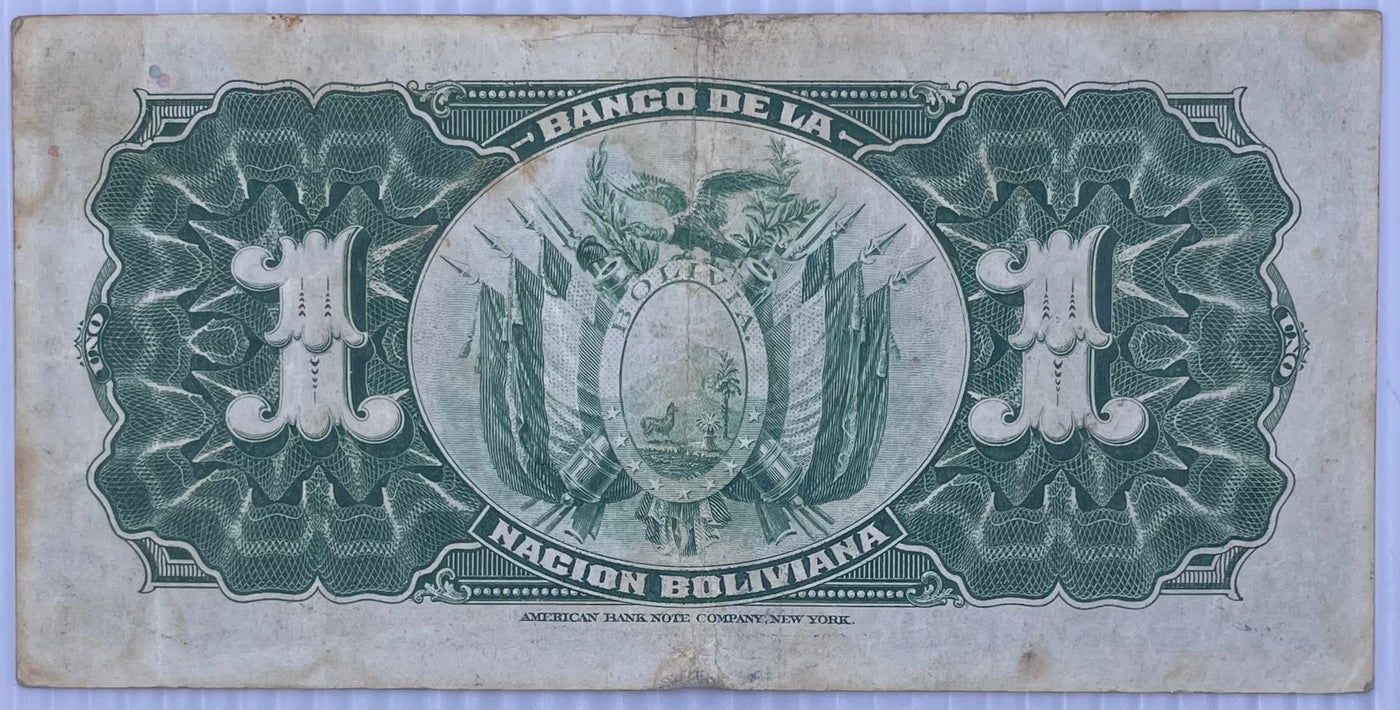 BANCO DE LA
1 1
UNO UNO
BOLIVIA.
NACION BOLIVIANA
AMERICAN BANK NOTE COMPANY, NEW YORK.